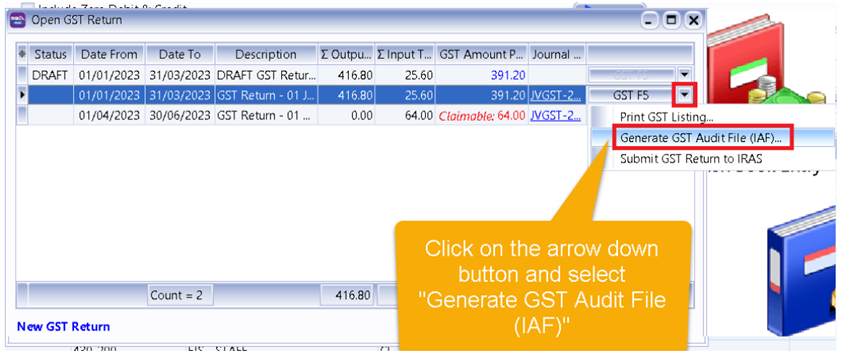 Include Zero Debit & Credit
Open GST Return
Status Date From Date To Description Σ Outpu... Σ Input T... GST Amount P... Journal ...
DRAFT 01/01/2023 31/03/2023 DRAFT GST Retur... 416.80 25.60 391.20 GST F5
01/01/2023 31/03/2023 GST Return - 01 J... 416.80 25.60 391.20 JVGST-2... GST F5
01/04/2023 30/06/2023 GST Return - 01 ... 0.00 64.00 Claimable: 64.00 JVGST-2...
Print GST Listing...
Generate GST Audit File (IAF)...
Submit GST Return to IRAS
Click on the arrow down
button and select
"Generate GST Audit File
(IAF)"
Count = 2 416.80
New GST Return